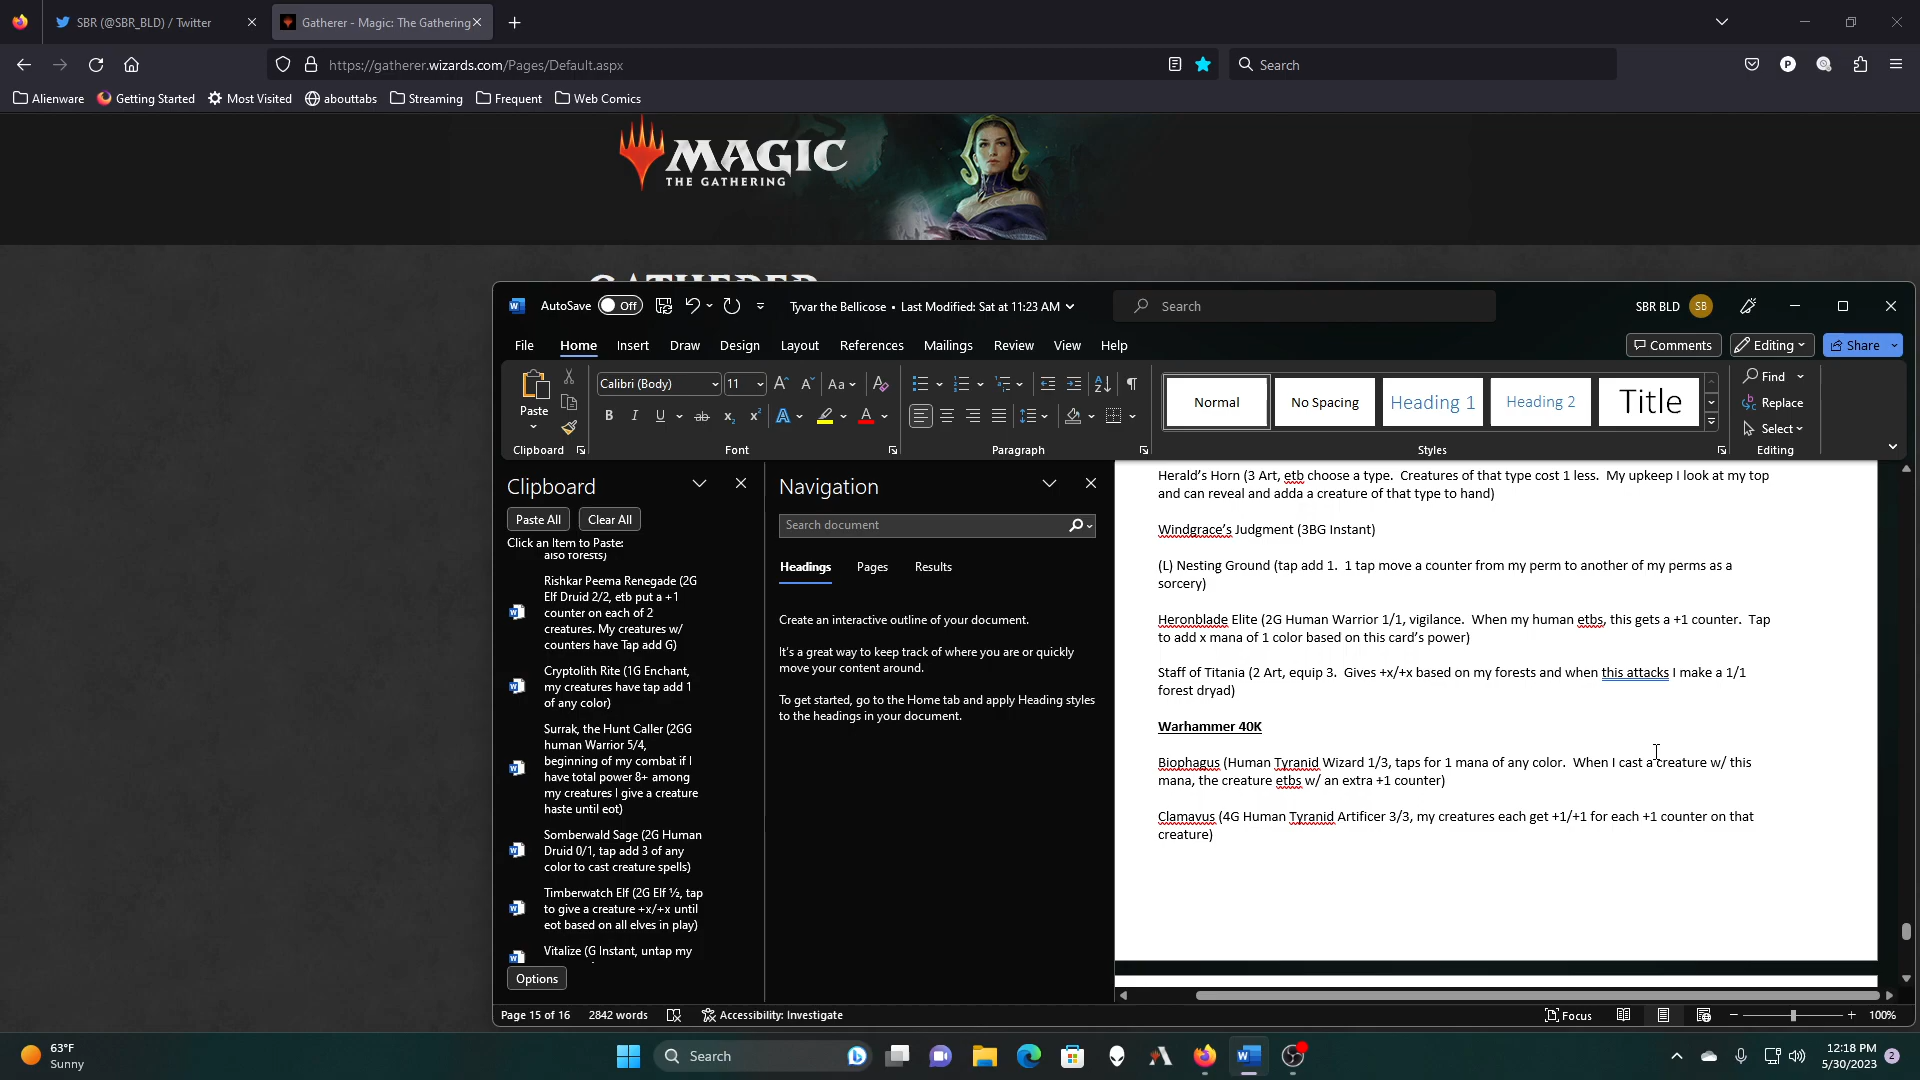 SBR (@SBR_BLD) / Twitter
Gatherer - Magic: The Gathering
https://gatherer.wizards.com/Pages/Default.aspx
Search
P
Alienware
Getting Started
Most Visited
abouttabs
Streaming
Frequent
Web Comics
MAGIC
THE GATHERING
AutoSave Off
Tyvar the Bellicose • Last Modified: Sat at 11:23 AM
Search
SBR BLD SB
File Home Insert Draw Design Layout References Mailings Review View Help
Comments Editing Share
Paste
Calibri (Body) 11
Normal No Spacing Heading 1 Heading 2 Title
Find
Replace
Select
Clipboard Font Paragraph Styles Editing
Clipboard
Paste All Clear All
Click an Item to Paste:
also forests)
Rishkar Peema Renegade (2G
Elf Druid 2/2, etb put a +1
counter on each of 2
creatures. My creatures w/
counters have Tap add G)
Cryptolith Rite (1G Enchant,
my creatures have tap add 1
of any color)
Surrak, the Hunt Caller (2GG
human Warrior 5/4,
beginning of my combat if I
have total power 8+ among
my creatures I give a creature
haste until eot)
Somberwald Sage (2G Human
Druid 0/1, tap add 3 of any
color to cast creature spells)
Timberwatch Elf (2G Elf ½, tap
to give a creature +x/+x until
eot based on all elves in play)
Vitalize (G Instant, untap my
Options
Navigation
Search document
Headings Pages Results
Create an interactive outline of your document.
It's a great way to keep track of where you are or quickly
move your content around.
To get started, go to the Home tab and apply Heading styles
to the headings in your document.
Herald's Horn (3 Art, etb choose a type. Creatures of that type cost 1 less. My upkeep I look at my top
and can reveal and adda a creature of that type to hand)
Windgrace's Judgment (3BG Instant)
(L) Nesting Ground (tap add 1. 1 tap move a counter from my perm to another of my perms as a
sorcery)
Heronblade Elite (2G Human Warrior 1/1, vigilance. When my human etbs, this gets a +1 counter. Tap
to add x mana of 1 color based on this card's power)
Staff of Titania (2 Art, equip 3. Gives +x/+x based on my forests and when this attacks I make a 1/1
forest dryad)
Warhammer 40K
Biophagus (Human Tyranid Wizard 1/3, taps for 1 mana of any color. When I cast a creature w/ this
mana, the creature etbs w/ an extra +1 counter)
Clamavus (4G Human Tyranid Artificer 3/3, my creatures each get +1/+1 for each +1 counter on that
creature)
Page 15 of 16 2842 words Accessibility: Investigate
Focus
100%
63°F
Sunny
Search
12:18 PM
5/30/2023
2